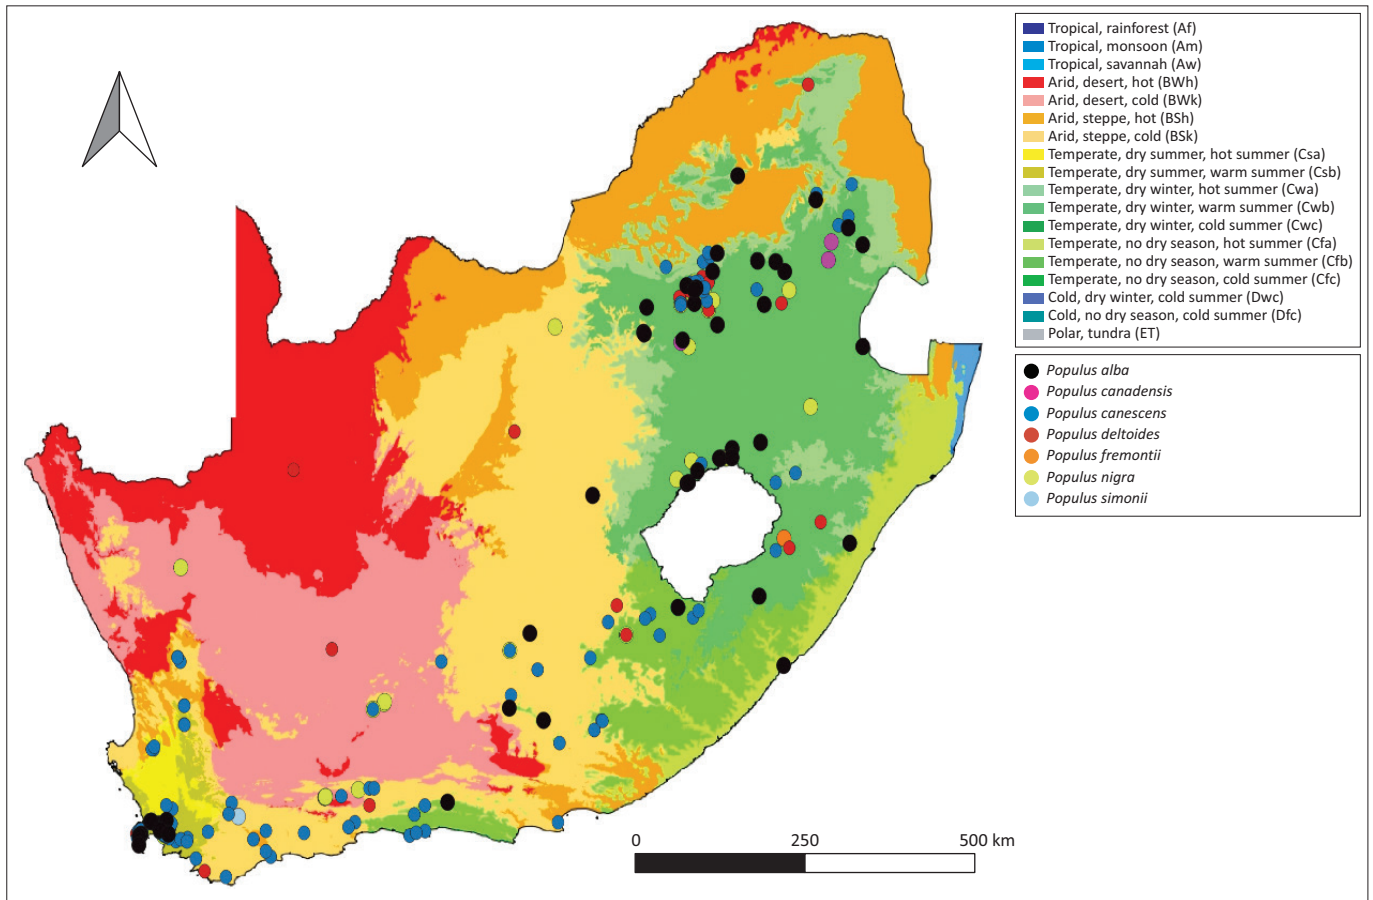 Tropical, rainforest (Af)
Tropical, monsoon (Am)
Tropical, savannah (Aw)
Arid, desert, hot (BWh)
Arid, desert, cold (BWk)
Arid, steppe, hot (BSh)
Arid, steppe, cold (BSk)
Temperate, dry summer, hot summer (Csa)
Temperate, dry summer, warm summer (Csb)
Temperate, dry winter, hot summer (Cwa)
Temperate, dry winter, warm summer (Cwb)
Temperate, dry winter, cold summer (Cwc)
Temperate, no dry season, hot summer (Cfa)
Temperate, no dry season, warm summer (Cfb)
Temperate, no dry season, cold summer (Cfc)
Cold, dry winter, cold summer (Dwc)
Cold, no dry season, cold summer (Dfc)
Polar, tundra (ET)
Populus alba
Populus canadensis
Populus canescens
Populus deltoides
Populus fremontii
Populus nigra
Populus simonii
0 250 500 km